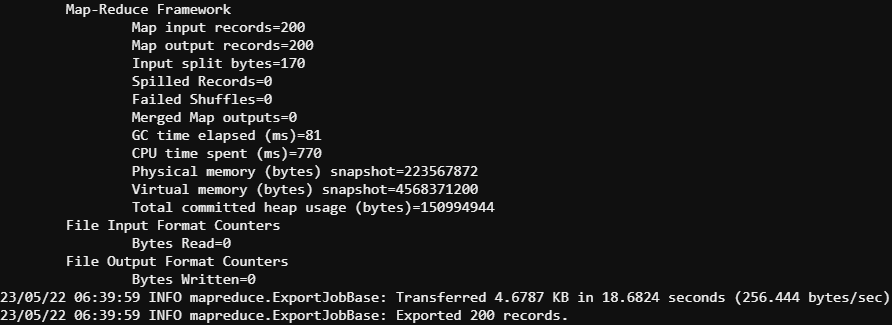 Map-Reduce Framework
Map input records=200
Map output records=200
Input split bytes=170
Spilled Records=0
Failed Shuffles=0
Merged Map outputs=0
GC time elapsed (ms)=81
CPU time spent (ms)=770
Physical memory (bytes) snapshot=223567872
Virtual memory (bytes) snapshot=4568371200
Total committed heap usage (bytes)=150994944
File Input Format Counters
Bytes Read=0
File Output Format Counters
Bytes Written=0
23/05/22 06:39:59 INFO mapreduce.ExportJobBase: Transferred 4.6787 KB in 18.6824 seconds (256.444 bytes/sec)
23/05/22 06:39:59 INFO mapreduce.ExportJobBase: Exported 200 records.